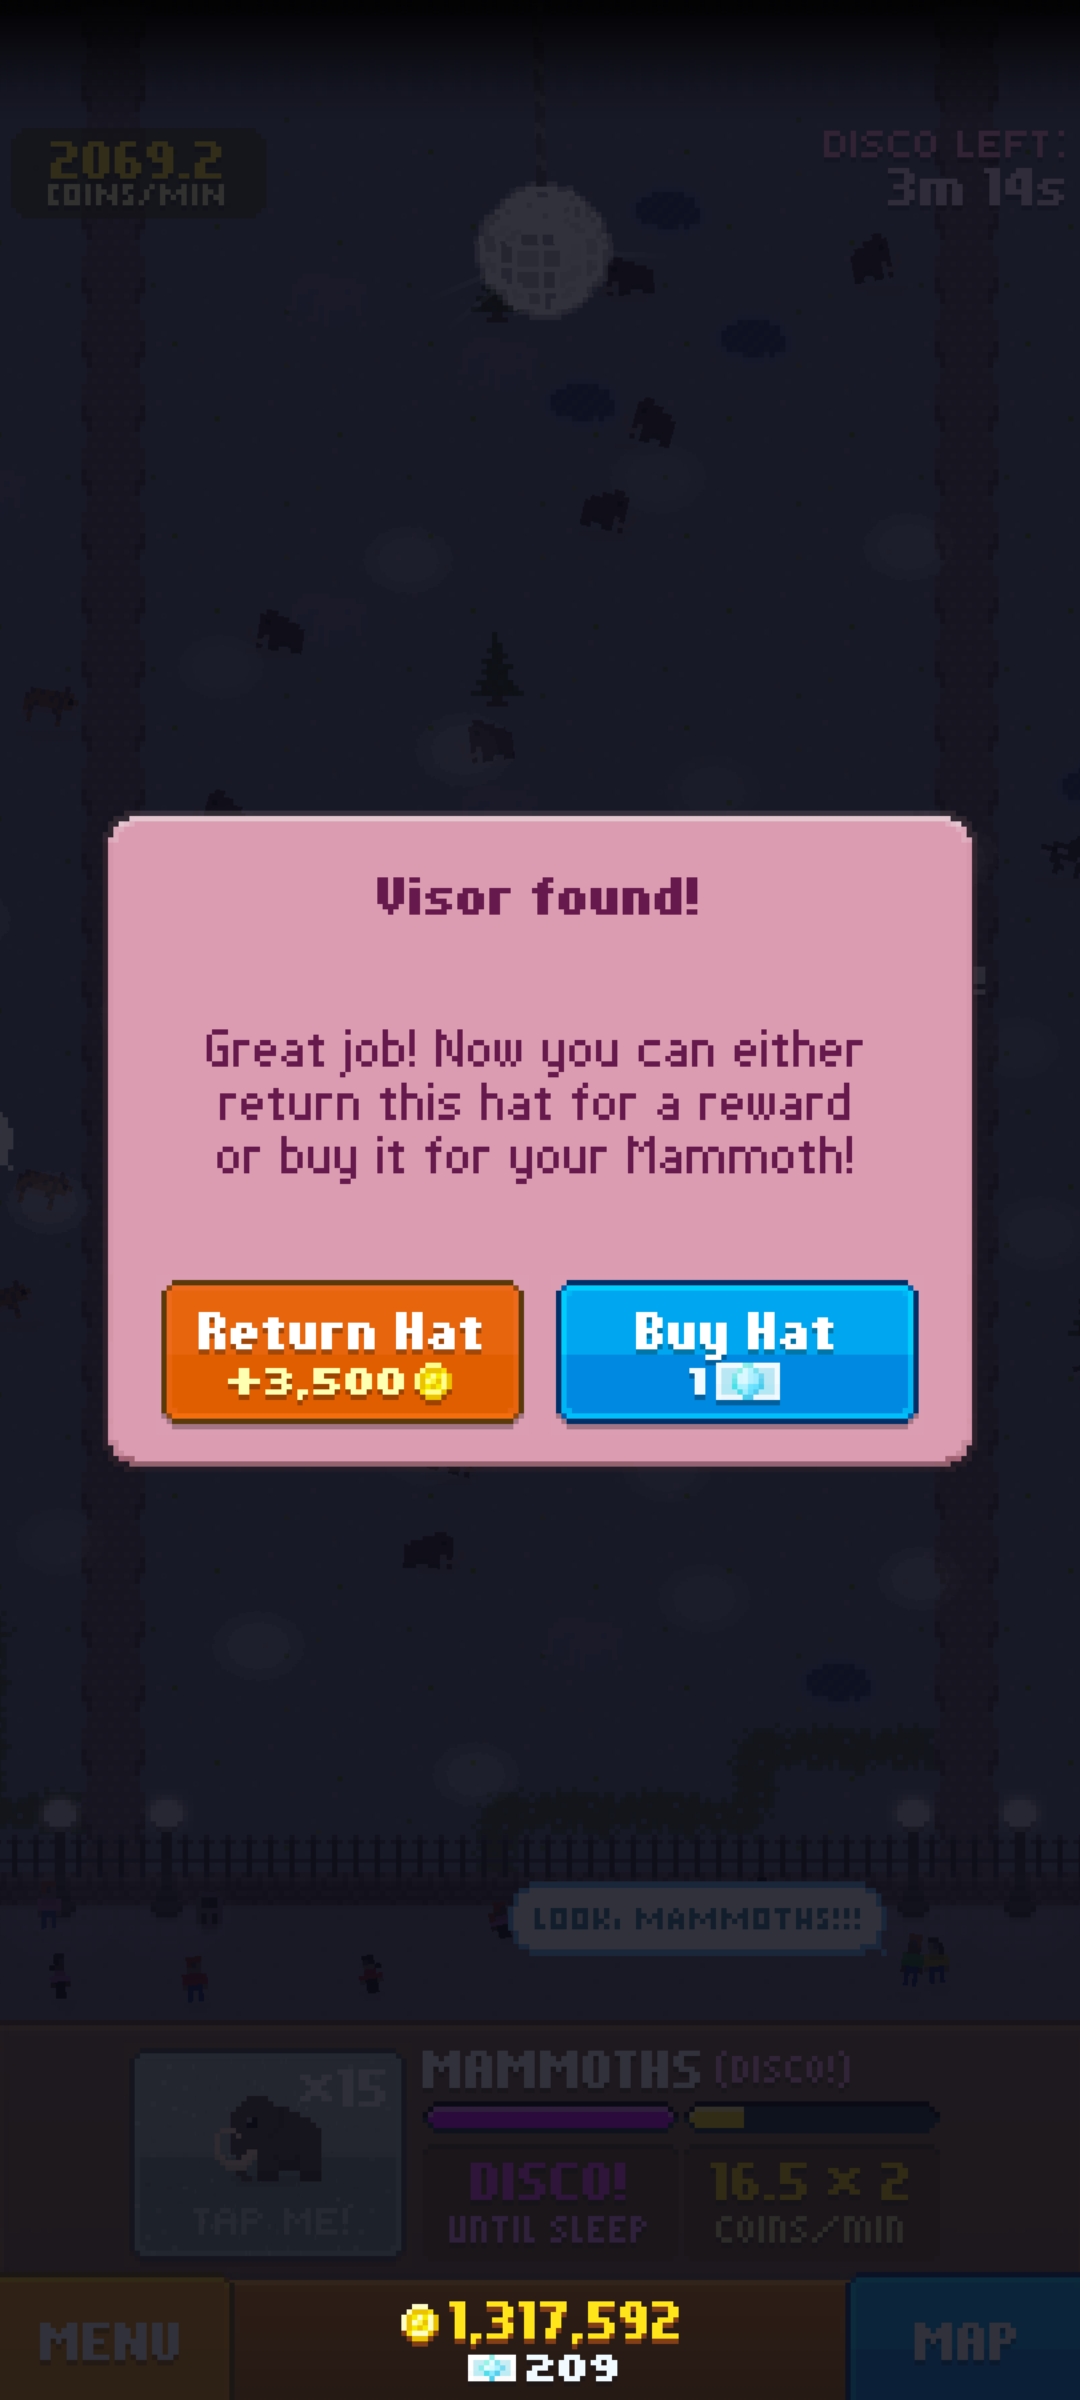 2069.2
COINS/MIN
DISCO LEFT:
3m 14s
Visor found!
Great job! Now you can either
return this hat for a reward
or buy it for your Mammoth!
Return Hat
+3,500
Buy Hat
1
LOOK, MAMMOTHS!!!
×15
TAP ME!
MAMMOTHS (DISCO!)
DISCO!
UNTIL SLEEP
16.5 × 2
COINS/MIN
MENU
1,317,592
209
MAP